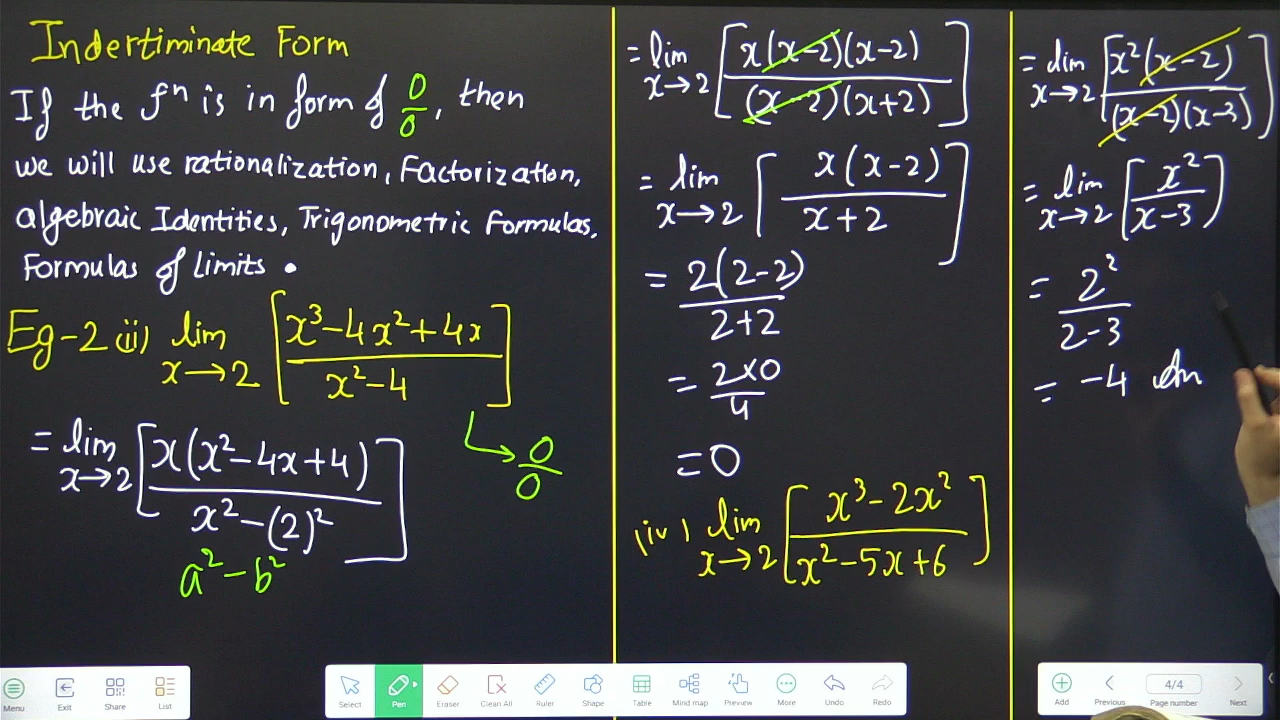 Indertiminate Form
If the fⁿ is in form of 0/0, then
we will use rationalization, Factorization,
algebraic Identities, Trigonometric Formulas,
Formulas of limits.
Eg-2 (ii) lim x→2 [x³-4x²+4x / x²-4]
→ 0/0
= lim x→2 [x(x²-4x+4) / x²-(2)²]
a²-b²
= lim x→2 [x(x-2)(x-2) / (x-2)(x+2)]
= lim x→2 [x(x-2) / x+2]
= 2(2-2) / 2+2
= 2×0 / 4
= 0
(iv) lim x→2 [x³-2x² / x²-5x+6]
= lim x→2 [x²(x-2) / (x-2)(x-3)]
= lim x→2 [x² / x-3]
= 2² / 2-3
= -4 An
Menu Exit Share List
Select Pen Eraser Clean All Ruler Shape Table Mind map Preview More Undo Redo
Add Previous 4/4 Page number Next